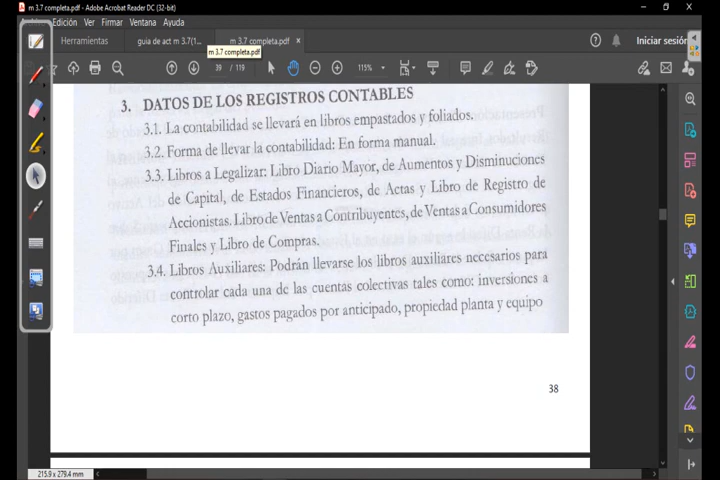 m 3.7 completa.pdf - Adobe Acrobat Reader DC (32-bit)
Edición Ver Firmar Ventana Ayuda
Herramientas guia de act m 3.7(1... m 3.7 completa.pdf × Iniciar sesión
m 3.7 completa.pdf
39 / 119 115%
3. DATOS DE LOS REGISTROS CONTABLES
3.1. La contabilidad se llevará en libros empastados y foliados.
3.2. Forma de llevar la contabilidad: En forma manual.
3.3. Libros a Legalizar: Libro Diario Mayor, de Aumentos y Disminuciones
de Capital, de Estados Financieros, de Actas y Libro de Registro de
Accionistas. Libro de Ventas a Contribuyentes, de Ventas a Consumidores
Finales y Libro de Compras.
3.4. Libros Auxiliares: Podrán llevarse los libros auxiliares necesarios para
controlar cada una de las cuentas colectivas tales como: inversiones a
corto plazo, gastos pagados por anticipado, propiedad planta y equipo
38
215.9 x 279.4 mm